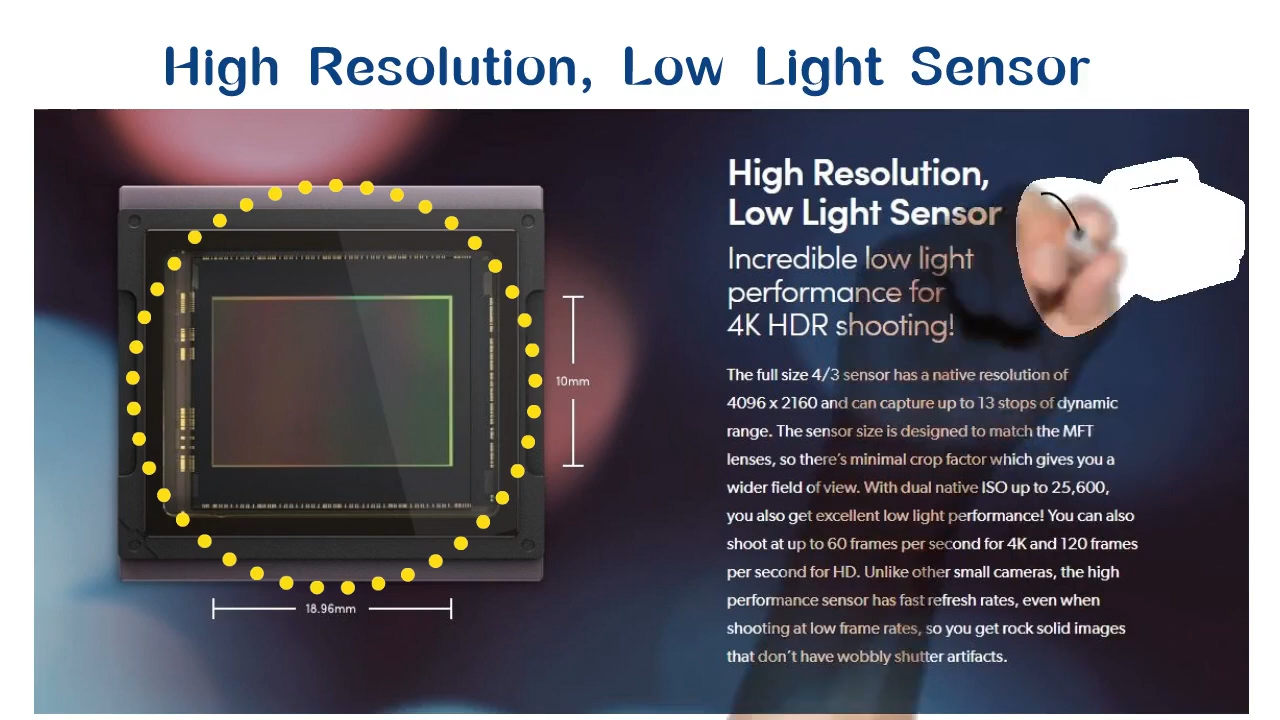 High Resolution, Low Light Sensor
High Resolution,
Low Light Sensor
Incredible low light
performance for
4K HDR shooting!
10mm
The full size 4/3 sensor has a native resolution of
4096 x 2160 and can capture up to 13 stops of dynamic
range. The sensor size is designed to match the MFT
lenses, so there's minimal crop factor which gives you a
wider field of view. With dual native ISO up to 25,600,
you also get excellent low light performance! You can also
shoot at up to 60 frames per second for 4K and 120 frames
per second for HD. Unlike other small cameras, the high
performance sensor has fast refresh rates, even when
shooting at low frame rates, so you get rock solid images
that don't have wobbly shutter artifacts.
18.96mm